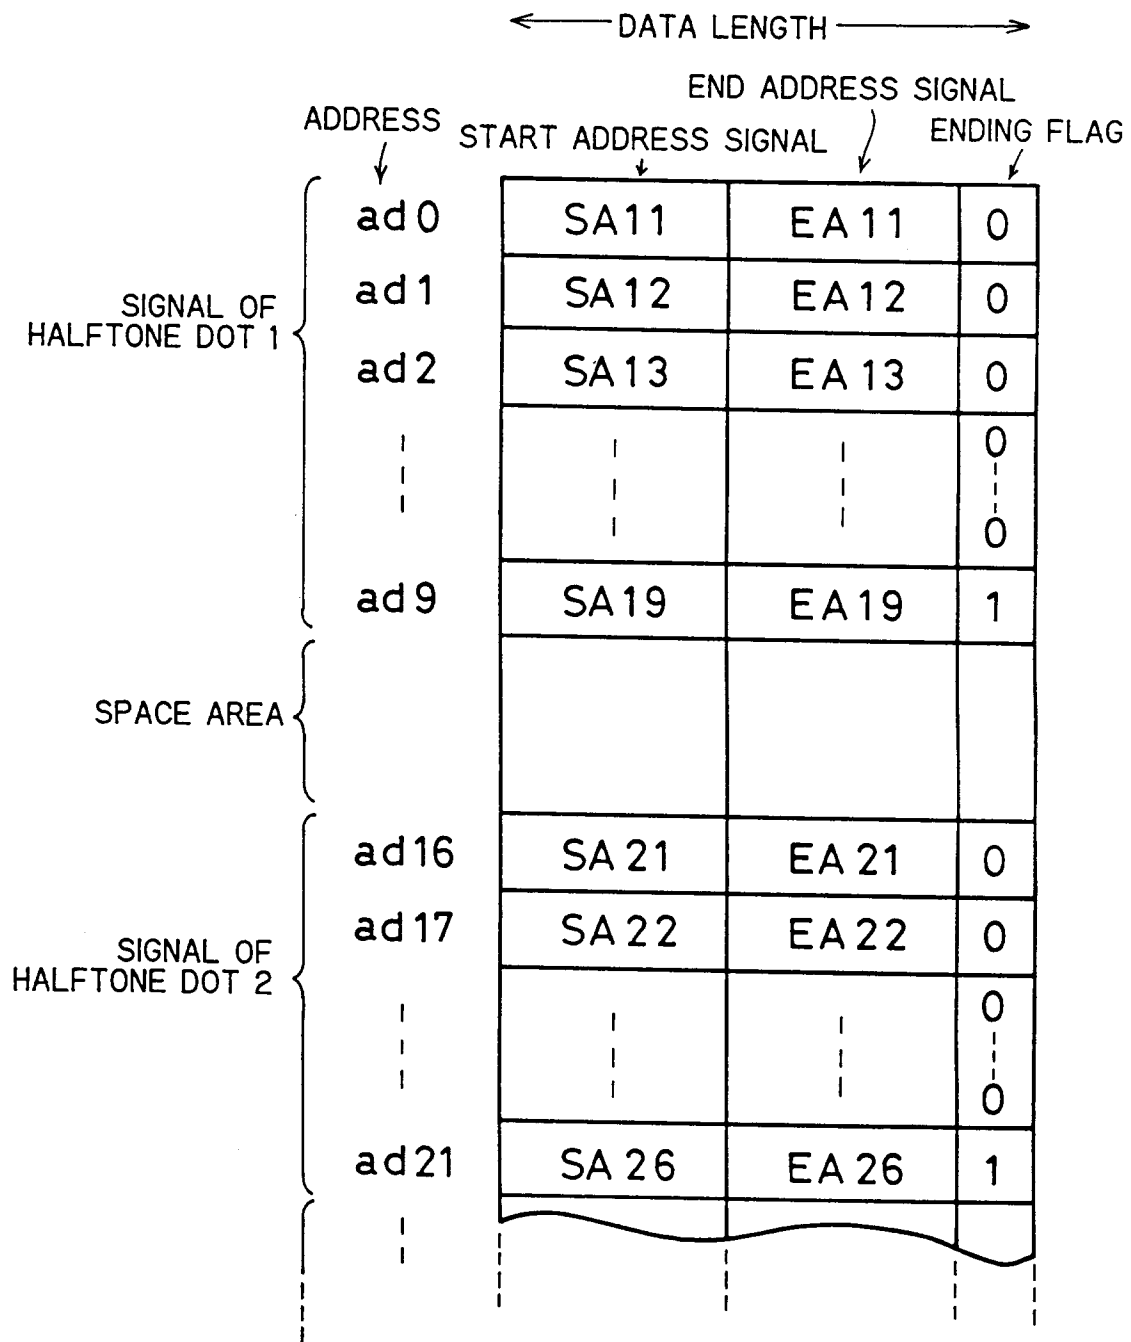 DATA LENGTH
END ADDRESS SIGNAL
ADDRESS START ADDRESS SIGNAL ENDING FLAG
ad0 SA11 EA11 0
SIGNAL OF HALFTONE DOT 1
ad1 SA12 EA12 0
ad2 SA13 EA13 0
0
0
ad9 SA19 EA19 1
SPACE AREA
ad16 SA21 EA21 0
ad17 SA22 EA22 0
SIGNAL OF HALFTONE DOT 2
0
0
ad21 SA26 EA26 1